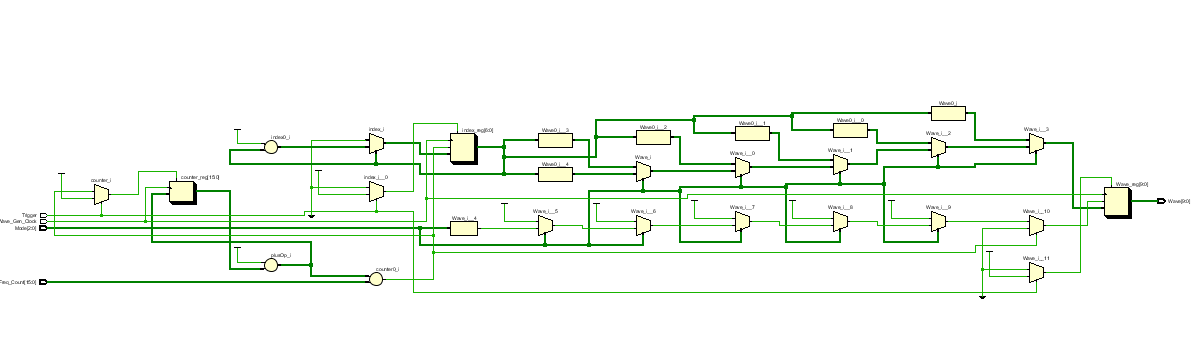 Wave0_i
Wave0_i__1
Wave0_i__0
index_reg[6:0]
index_i
Wave0_i__3
Wave0_i__2
Wave_i__3
index0_i
Wave_i__2
Wave_i__1
Wave_i__0
Wave_i
Wave0_i__4
counter_i
counter_reg[15:0]
index_i__0
Wave_reg[9:0]
Wave[9:0]
Trigger
Wave_Gen_Clock
Mode[2:0]
Wave_i__4
Wave_i__5
Wave_i__6
Wave_i__7
Wave_i__8
Wave_i__9
Wave_i__10
plusOp_i
counter0_i
Wave_i__11
Freq_Count[15:0]